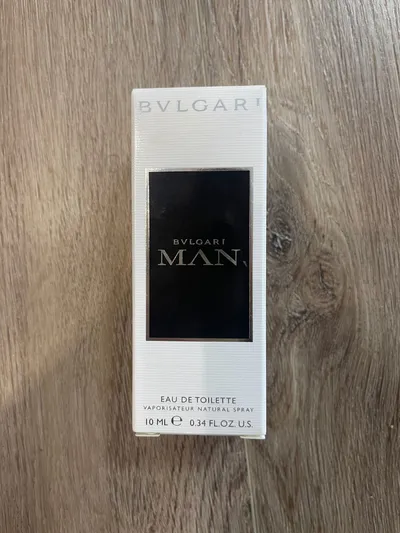 BVLGARI
BVLGARI
MAN
EAU DE TOILETTE
VAPORISATEUR NATURAL SPRAY
10 ML ℮ 0.34 FL.OZ. U.S.